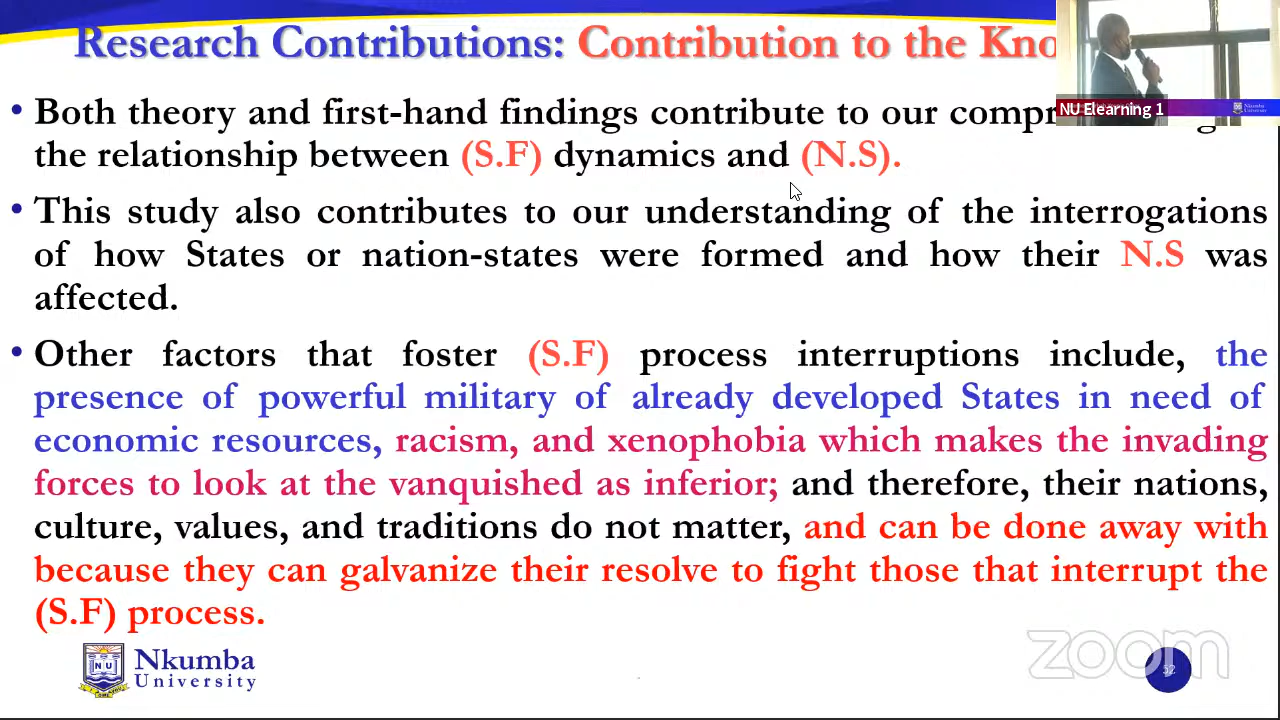 Research Contributions: Contribution to the
NU Elearning 1
• Both theory and first-hand findings contribute to our
the relationship between (S.F) dynamics and (N.S).
• This study also contributes to our understanding of the interrogations
of how States or nation-states were formed and how their N.S was
affected.
• Other factors that foster (S.F) process interruptions include, the
presence of powerful military of already developed States in need of
economic resources, racism, and xenophobia which makes the invading
forces to look at the vanquished as inferior; and therefore, their nations,
culture, values, and traditions do not matter, and can be done away with
because they can galvanize their resolve to fight those that interrupt the
(S.F) process.
Nkumba
University
zoom
52